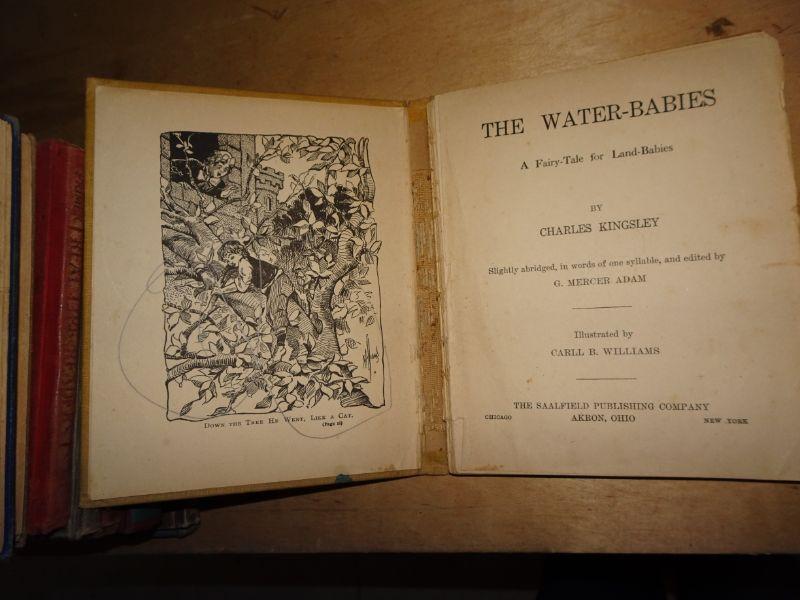 DOWN THE TREE HE WENT, LIKE A CAT.
THE WATER-BABIES
A Fairy-Tale for Land-Babies
BY
CHARLES KINGSLEY
Slightly abridged, in words of one syllable, and edited by
G. MERCER ADAM
Illustrated by
CARLL B. WILLIAMS
THE SAALFIELD PUBLISHING COMPANY
CHICAGO AKRON, OHIO NEW YORK